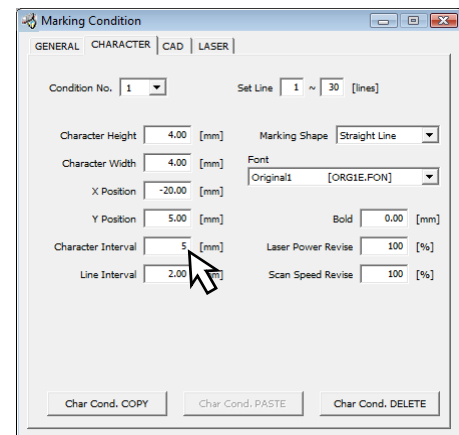 Marking Condition
GENERAL CHARACTER CAD LASER
Condition No. 1 Set Line 1 ~ 30 [lines]
Character Height 4.00 [mm] Marking Shape Straight Line
Character Width 4.00 [mm] Font
Original1 [ORG1E.FON]
X Position -20.00 [mm]
Y Position 5.00 [mm] Bold 0.00 [mm]
Character Interval 5 [mm] Laser Power Revise 100 [%]
Line Interval 2.00 [mm] Scan Speed Revise 100 [%]
Char Cond. COPY Char Cond. PASTE Char Cond. DELETE